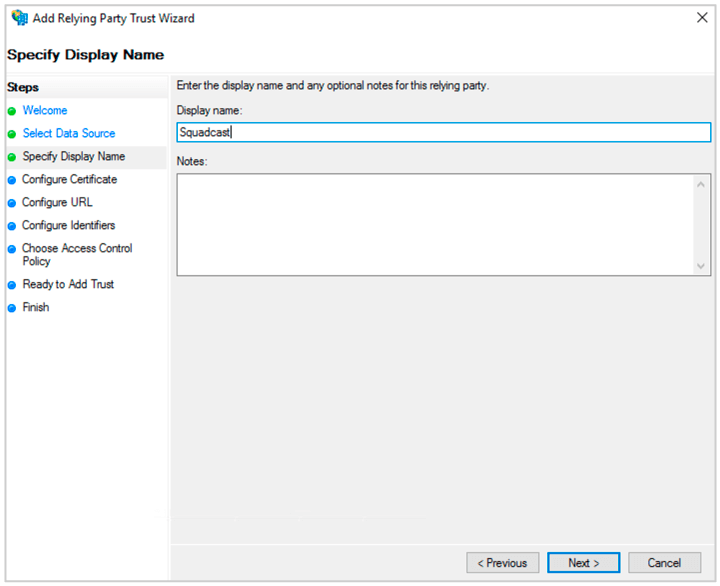 Add Relying Party Trust Wizard
Specify Display Name
Steps
Welcome
Select Data Source
Specify Display Name
Configure Certificate
Configure URL
Configure Identifiers
Choose Access Control
Policy
Ready to Add Trust
Finish
Enter the display name and any optional notes for this relying party.
Display name:
Squadcast
Notes:
< Previous
Next >
Cancel